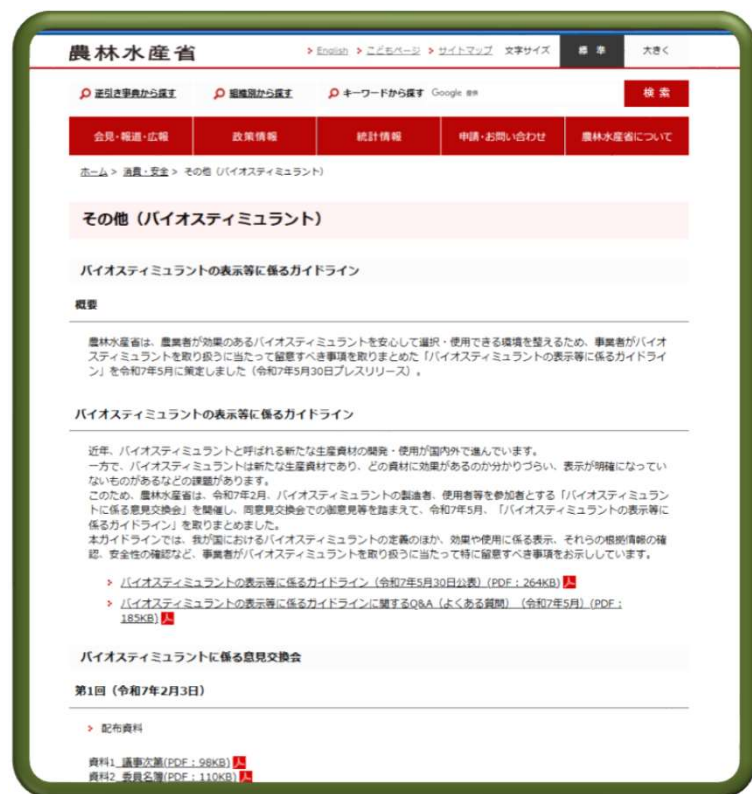 農林水産省
> English > こどもページ > サイトマップ 文字サイズ 標準 大きく
逆引き事典から探す 組織別から探す キーワードから探す Google 提供 検索
会見・報道・広報 政策情報 統計情報 申請・お問い合わせ 農林水産省について
ホーム > 消費・安全 > その他(バイオスティミュラント)
その他(バイオスティミュラント)
バイオスティミュラントの表示等に係るガイドライン
概要
農林水産省は、農業者が効果のあるバイオスティミュラントを安心して選択・使用できる環境を整えるため、事業者がバイオ
スティミュラントを取り扱うに当たって留意すべき事項を取りまとめた「バイオスティミュラントの表示等に係るガイドライ
ン」を令和7年5月に策定しました(令和7年5月30日プレスリリース)。
バイオスティミュラントの表示等に係るガイドライン
近年、バイオスティミュラントと呼ばれる新たな生産資材の開発・使用が国内外で進んでいます。
一方で、バイオスティミュラントは新たな生産資材であり、どの資材に効果があるのか分かりづらい、表示が明確になってい
ないものがあるなどの課題があります。
このため、農林水産省は、令和7年2月、バイオスティミュラントの製造者、使用者等を参加者とする「バイオスティミュラン
トに係る意見交換会」を開催し、同意見交換会での御意見等を踏まえて、令和7年5月、「バイオスティミュラントの表示等に
係るガイドライン」を取りまとめました。
本ガイドラインでは、我が国におけるバイオスティミュラントの定義のほか、効果や使用に係る表示、それらの根拠情報の確
認、安全性の確認など、事業者がバイオスティミュラントを取り扱うに当たって特に留意すべき事項をお示ししています。
> バイオスティミュラントの表示等に係るガイドライン(令和7年5月30日公表)(PDF:264KB)
> バイオスティミュラントの表示等に係るガイドラインに関するQ&A(よくある質問)(令和7年5月)(PDF:
185KB)
バイオスティミュラントに係る意見交換会
第1回(令和7年2月3日)
> 配布資料
資料1_議事次第(PDF:98KB)
資料2_委員名簿(PDF:110KB)